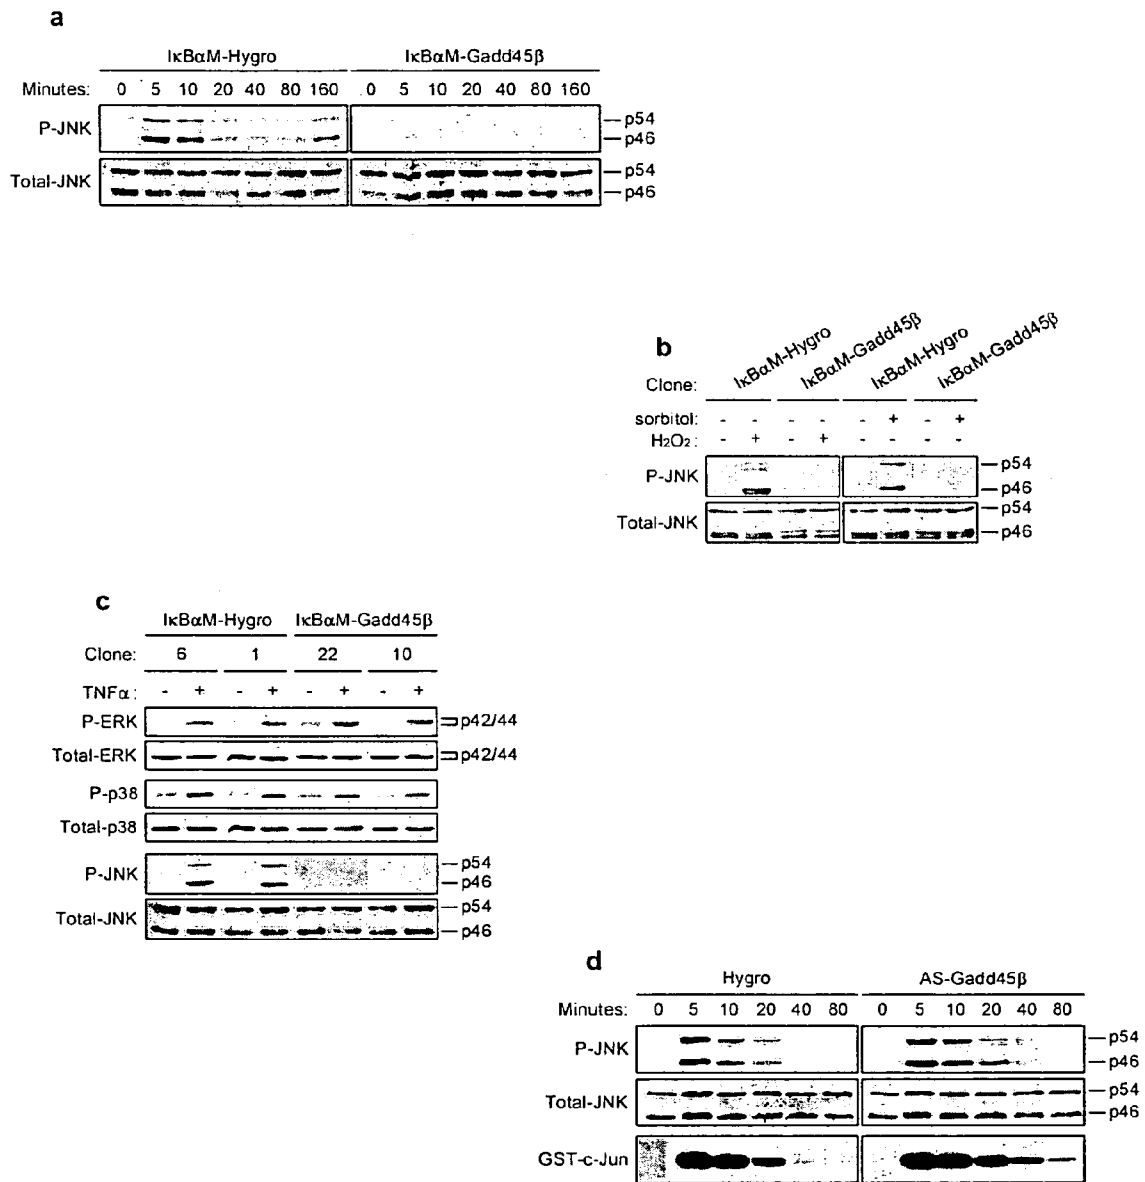 a
IκBαM-Hygro IκBαM-Gadd45β
Minutes: 0 5 10 20 40 80 160 0 5 10 20 40 80 160
P-JNK p54
p46
Total-JNK p54
p46
b
Clone: IκBαM-Hygro IκBαM-Gadd45β IκBαM-Hygro IκBαM-Gadd45β
sorbitol: - - - - - + - +
H₂O₂: - + - + - - - -
P-JNK p54
p46
Total-JNK p54
p46
c
IκBαM-Hygro IκBαM-Gadd45β
Clone: 6 1 22 10
TNFα: - + - + - + - +
P-ERK p42/44
Total-ERK p42/44
P-p38
Total-p38
P-JNK p54
p46
Total-JNK p54
p46
d
Hygro AS-Gadd45β
Minutes: 0 5 10 20 40 80 0 5 10 20 40 80
P-JNK p54
p46
Total-JNK p54
p46
GST-c-Jun